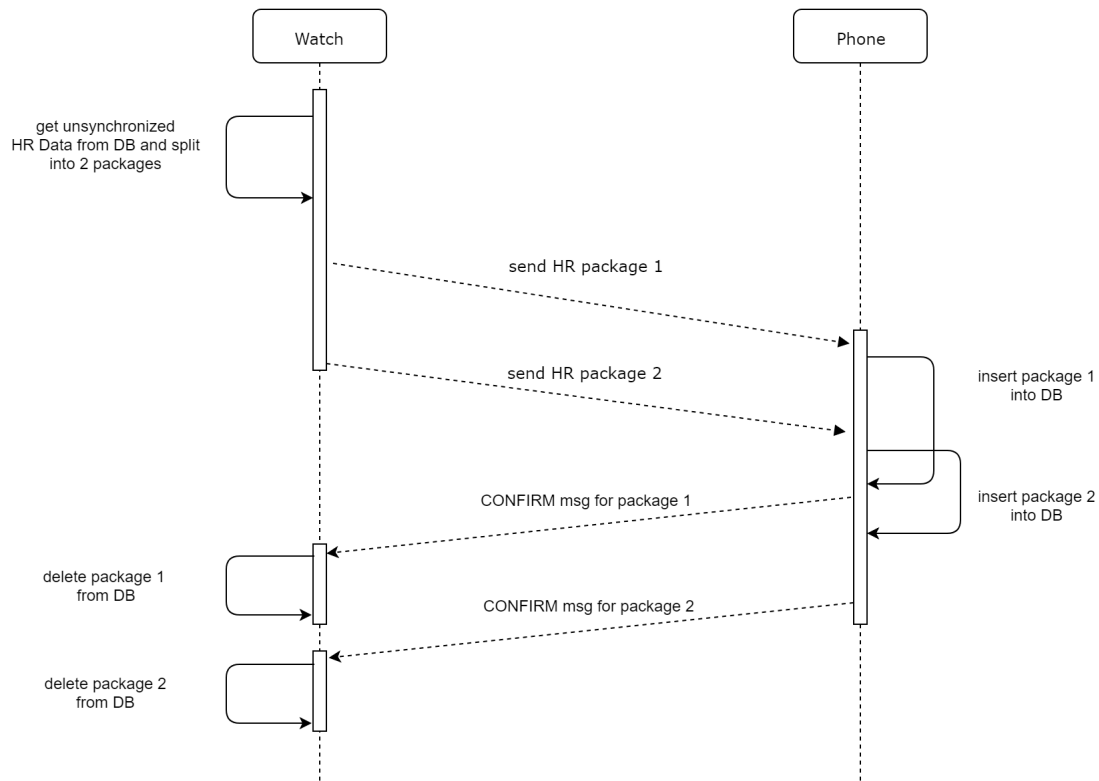 Watch
Phone
get unsynchronized
HR Data from DB and split
into 2 packages
send HR package 1
send HR package 2
insert package 1
into DB
CONFIRM msg for package 1
insert package 2
into DB
delete package 1
from DB
CONFIRM msg for package 2
delete package 2
from DB